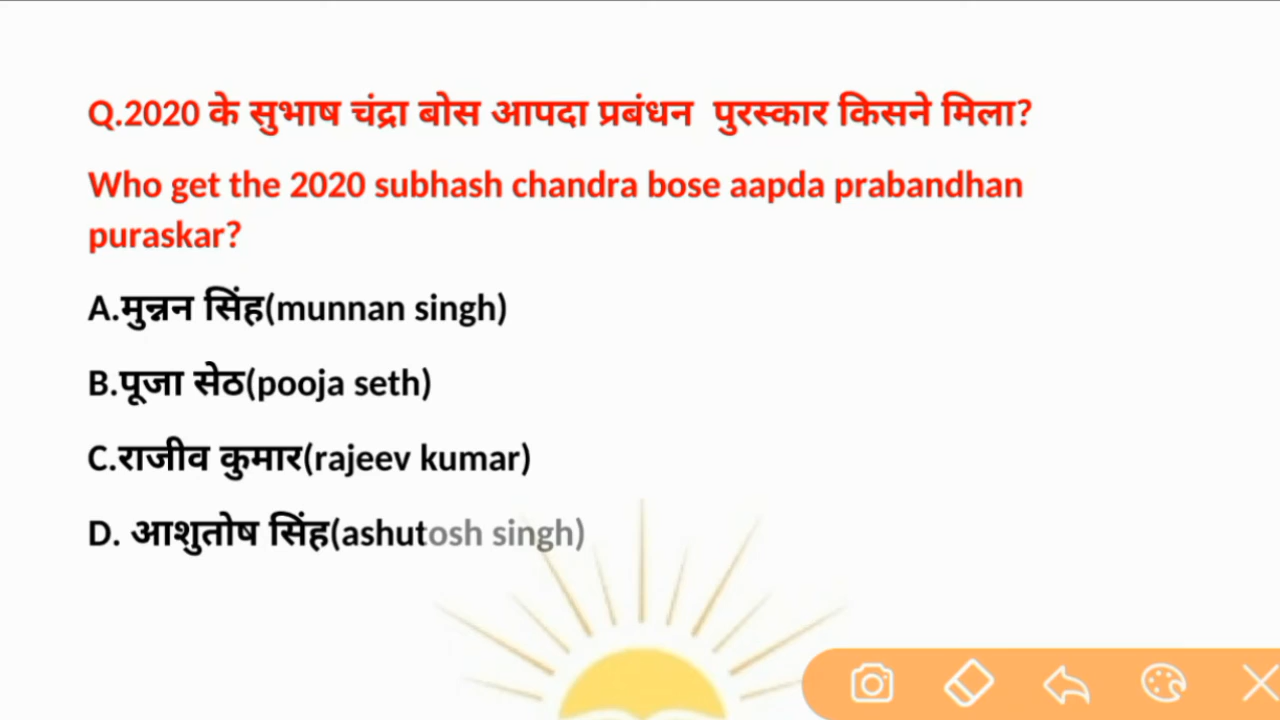 Q.2020 के सुभाष चंद्रा बोस आपदा प्रबंधन पुरस्कार किसने मिला?
Who get the 2020 subhash chandra bose aapda prabandhan
puraskar?
A.मुन्नन सिंह(munnan singh)
B.पूजा सेठ(pooja seth)
C.राजीव कुमार(rajeev kumar)
D. आशुतोष सिंह(ashutosh singh)